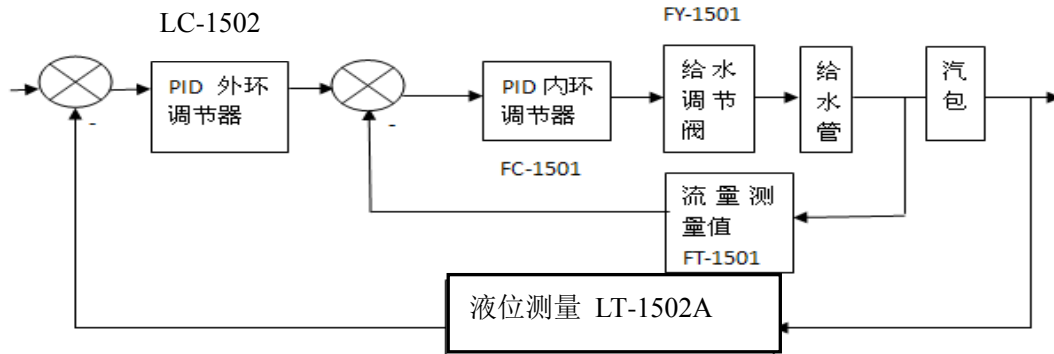 LC-1502
FY-1501
PID 外环
调节器
-
PID 内环
调节器
-
给水
调节
阀
给
水
管
汽
包
FC-1501
流量测
量值
FT-1501
液位测量 LT-1502A